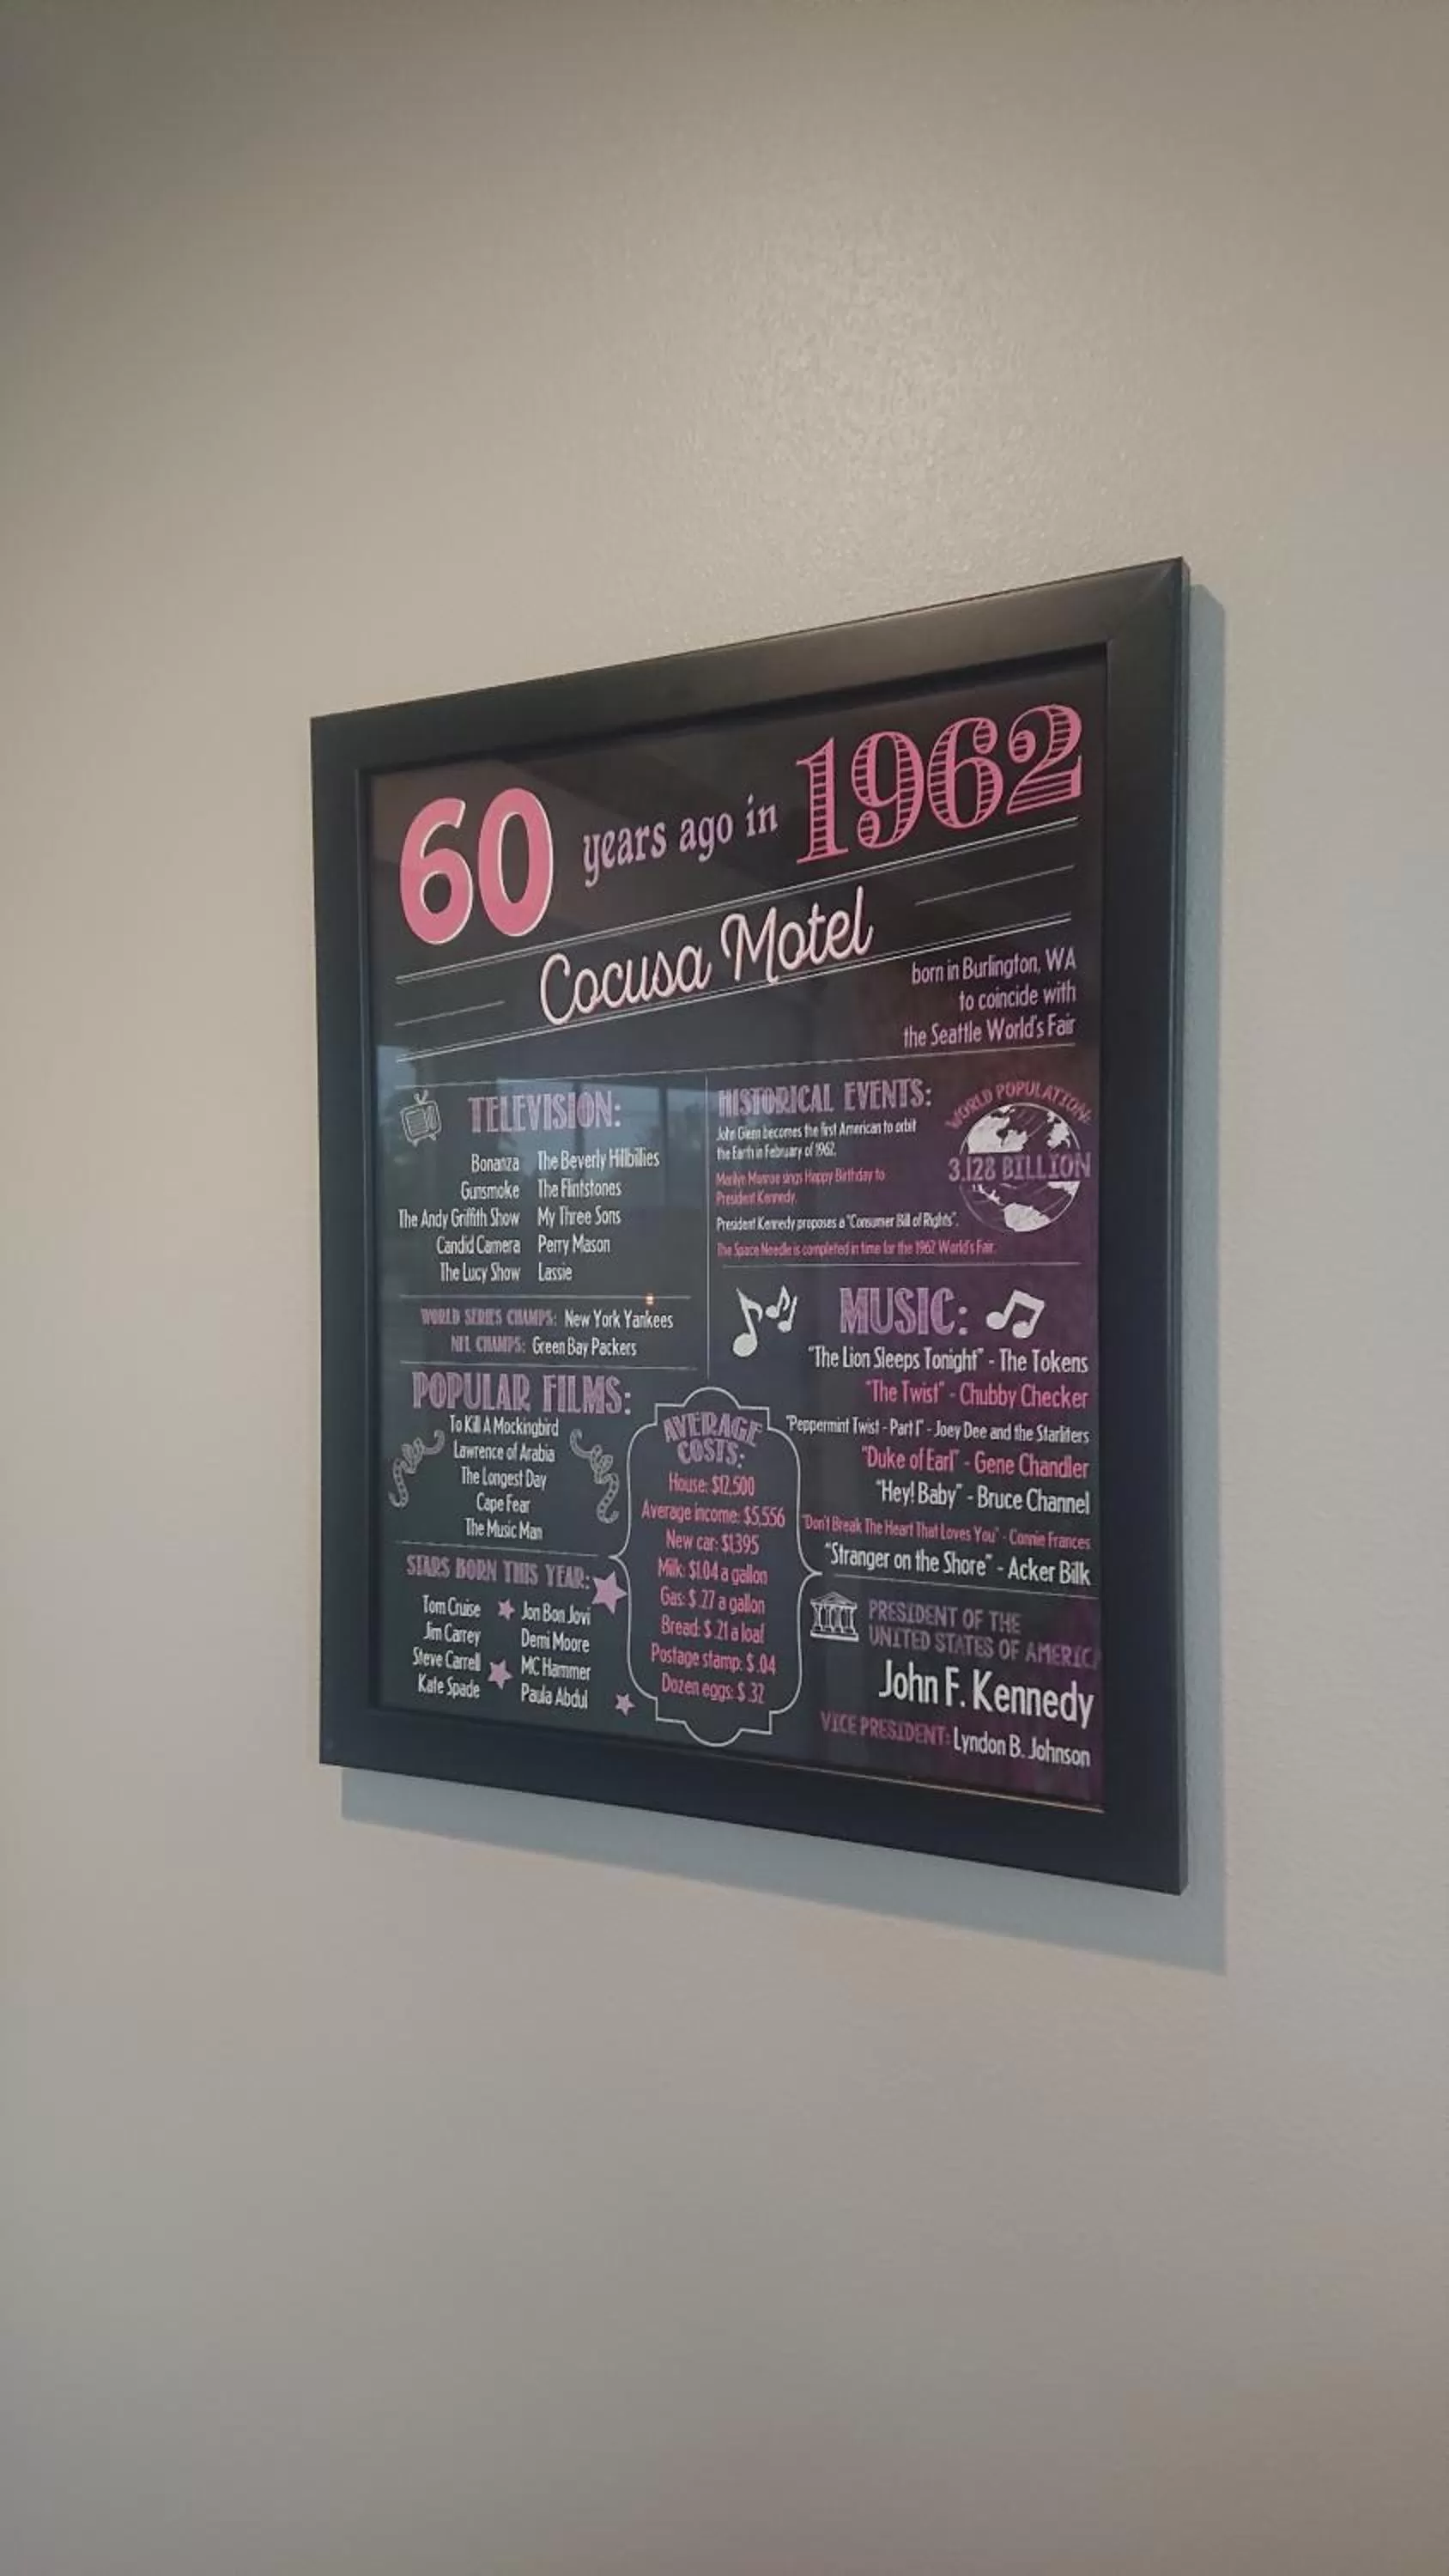 60 years ago in 1962
Cocusa Motel
born in Burlington, WA
to coincide with
the Seattle World's Fair
TELEVISION:
Bonanza The Beverly Hillbillies
Gunsmoke The Flintstones
The Andy Griffith Show My Three Sons
Candid Camera Perry Mason
The Lucy Show Lassie
WORLD SERIES CHAMPS: New York Yankees
NFL CHAMPS: Green Bay Packers
POPULAR FILMS:
To Kill A Mockingbird
Lawrence of Arabia
The Longest Day
Cape Fear
The Music Man
STARS BORN THIS YEAR:
Tom Cruise Jon Bon Jovi
Jim Carrey Demi Moore
Steve Carrell MC Hammer
Kate Spade Paula Abdul
AVERAGE
COSTS:
House: $12,500
Average income: $5,556
New car: $1395
Milk: $1.04 a gallon
Gas: $.27 a gallon
Bread: $.21 a loaf
Postage stamp: $.04
Dozen eggs: $.32
HISTORICAL EVENTS:
John Glenn becomes the first American to orbit
the Earth in February of 1962.
Marilyn Monroe sings Happy Birthday to
President Kennedy.
President Kennedy proposes a "Consumer Bill of Rights".
The Space Needle is completed in time for the 1962 World's Fair.
WORLD POPULATION:
3.128 BILLION
MUSIC:
"The Lion Sleeps Tonight" - The Tokens
"The Twist" - Chubby Checker
"Peppermint Twist - Part I" - Joey Dee and the Starliters
"Duke of Earl" - Gene Chandler
"Hey! Baby" - Bruce Channel
"Don't Break The Heart That Loves You" - Connie Frances
"Stranger on the Shore" - Acker Bilk
PRESIDENT OF THE
UNITED STATES OF AMERICA
John F. Kennedy
VICE PRESIDENT: Lyndon B. Johnson